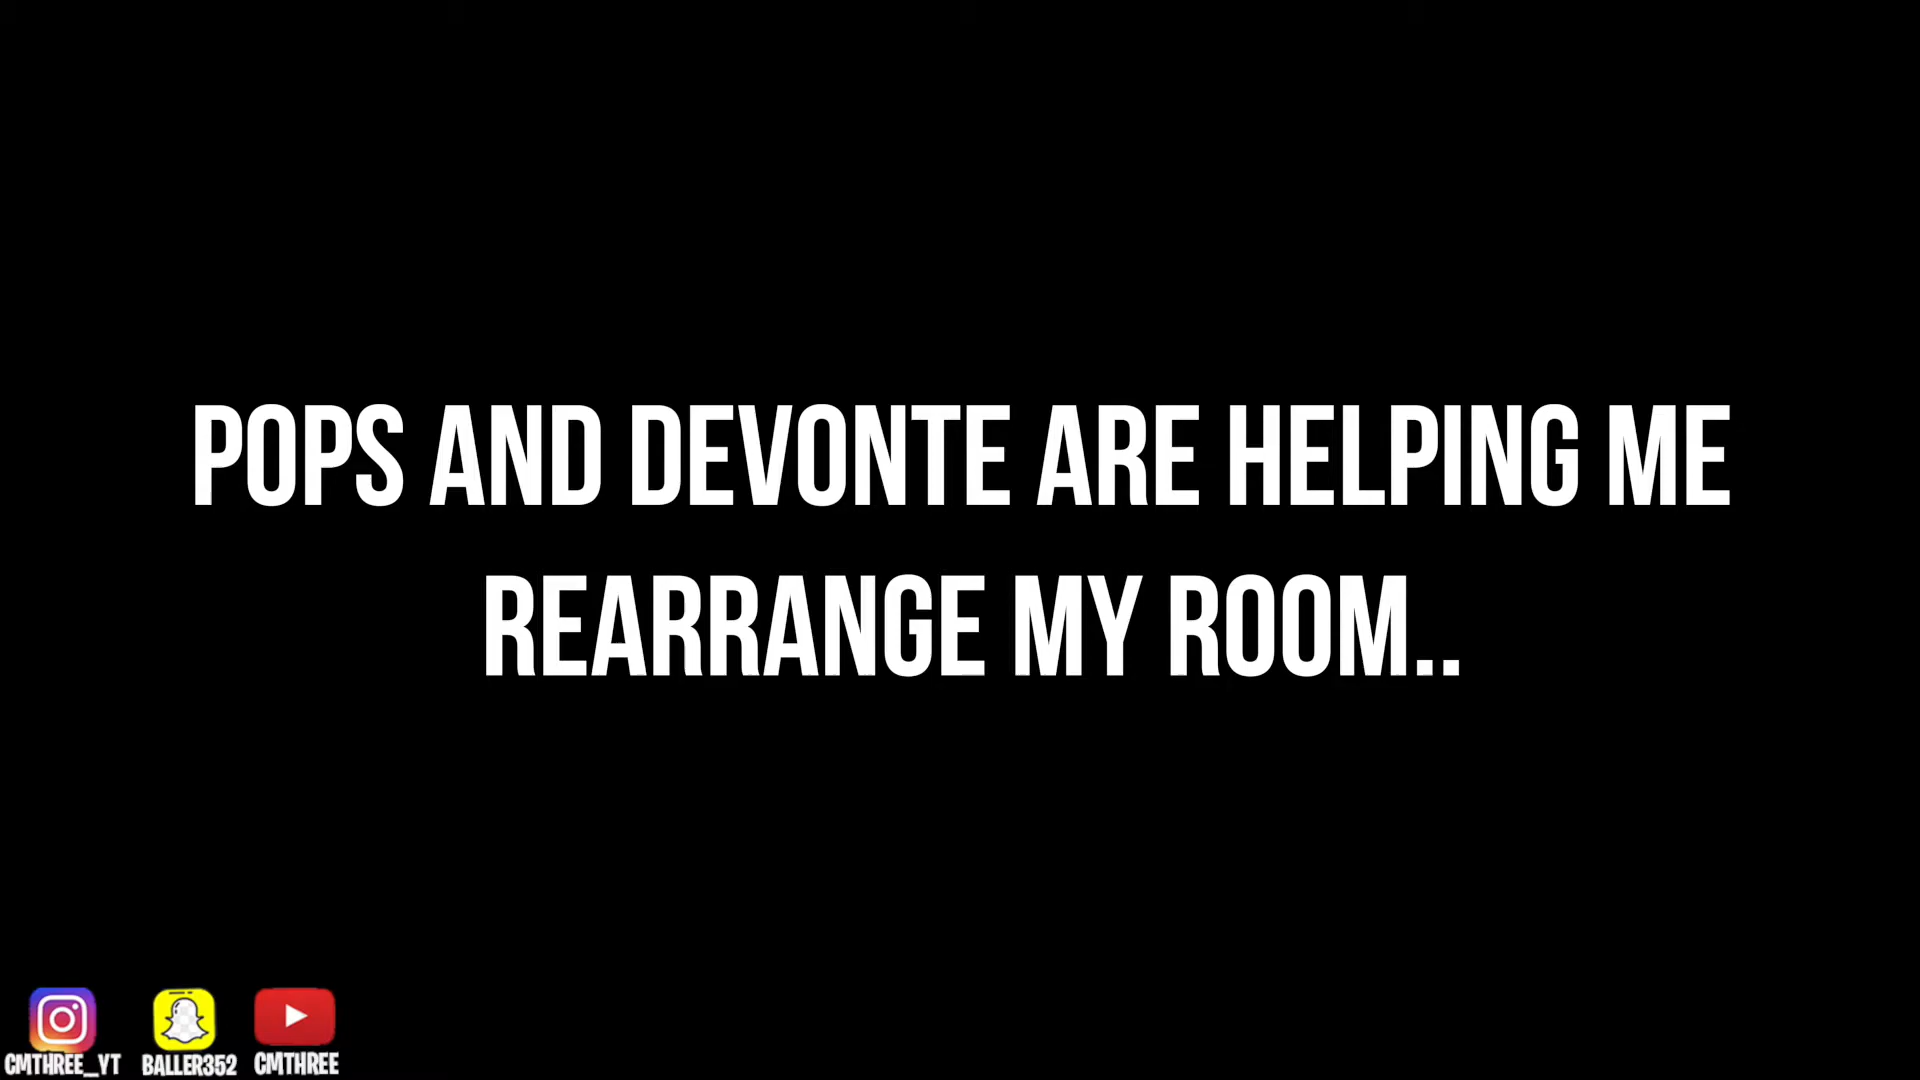 POPS AND DEVONTE ARE HELPING ME
REARRANGE MY ROOM..
CMTHREE_YT BALLER352 CMTHREE